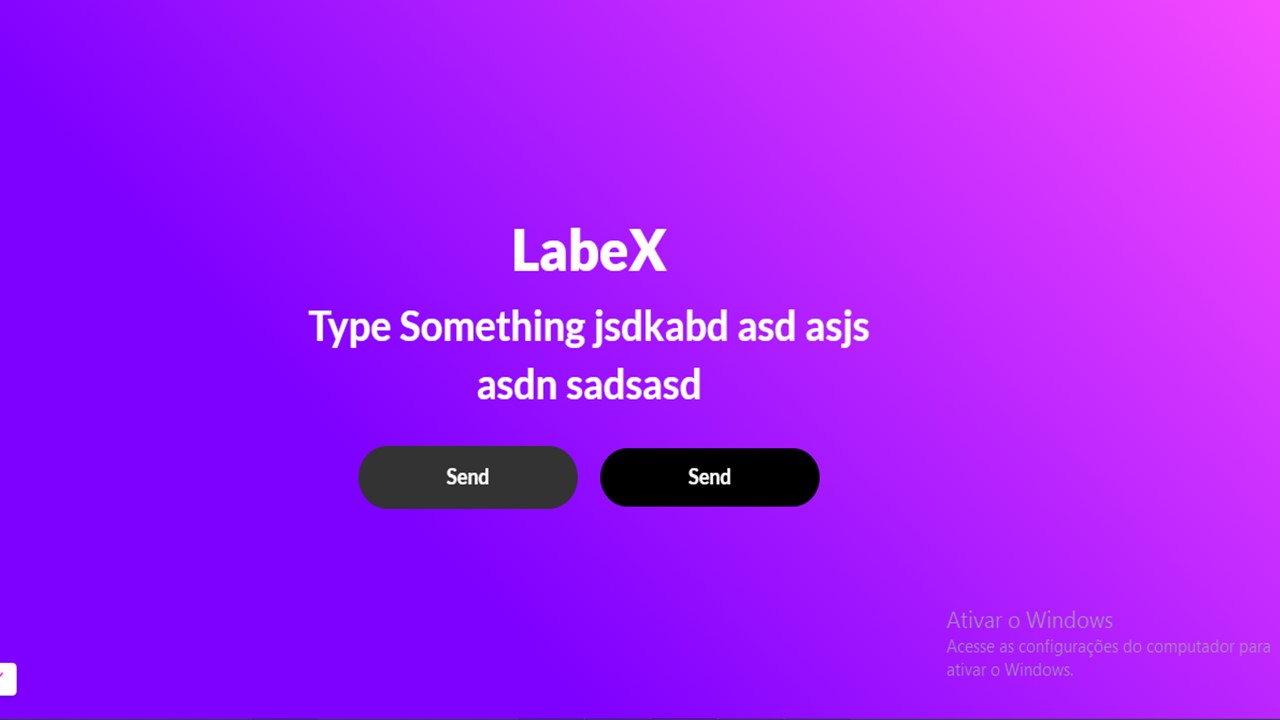 LabeX
Type Something jsdkabd asd asjs
asdn sadsasd
Send
Send
Ativar o Windows
Acesse as configurações do computador para
ativar o Windows.